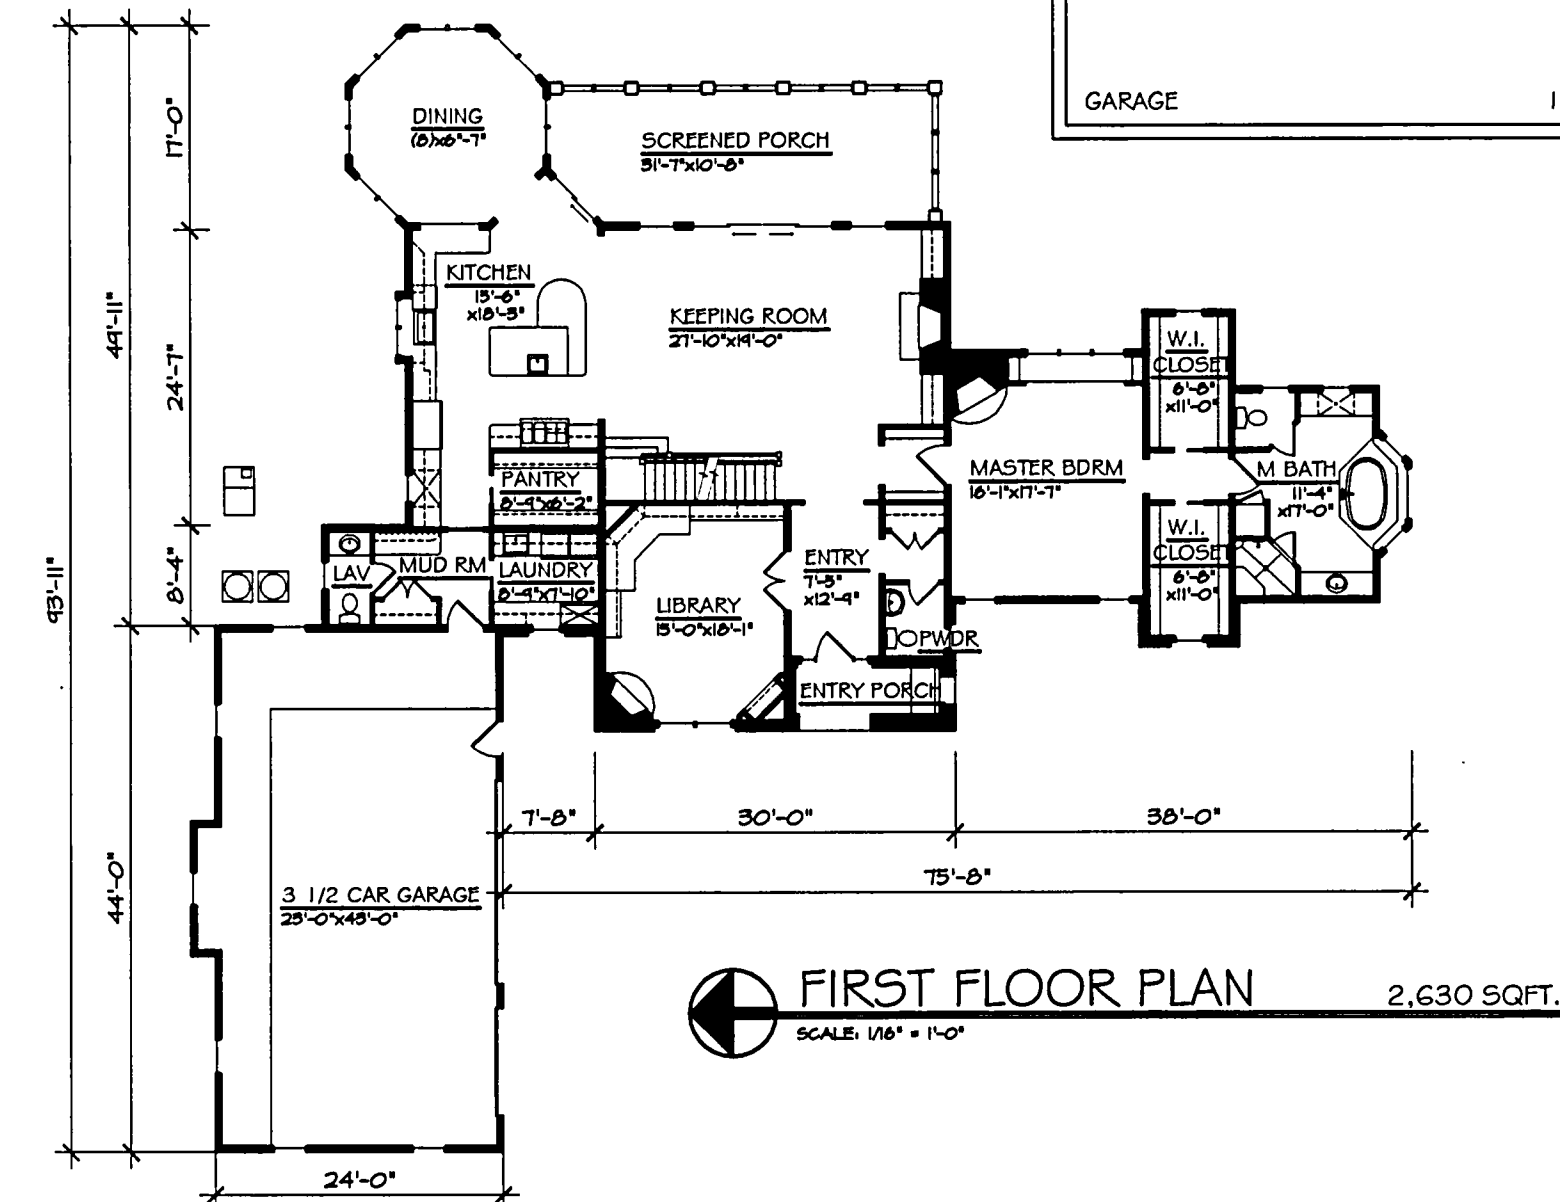 GARAGE
1
DINING
(8)x6'-7"
SCREENED PORCH
31'-7"x10'-8"
17'-0"
KITCHEN
13'-6"
x18'-3"
KEEPING ROOM
27'-10"x19'-0"
49'-11"
24'-7"
W.I.
CLOSET
6'-8"
x11'-0"
PANTRY
8'-9"x6'-2"
MASTER BDRM
16'-1"x17'-7"
M BATH
11'-4"
x17'-0"
W.I.
CLOSET
6'-8"
x11'-0"
93'-11"
8'-4"
LAV
MUD RM
LAUNDRY
8'-9"x7'-10"
ENTRY
7'-5"
x12'-9"
LIBRARY
15'-0"x18'-1"
PWDR
ENTRY PORCH
7'-8"
30'-0"
38'-0"
75'-8"
44'-0"
3 1/2 CAR GARAGE
23'-0"x43'-0"
FIRST FLOOR PLAN
2,630 SQFT.
SCALE: 1/16" = 1'-0"
24'-0"